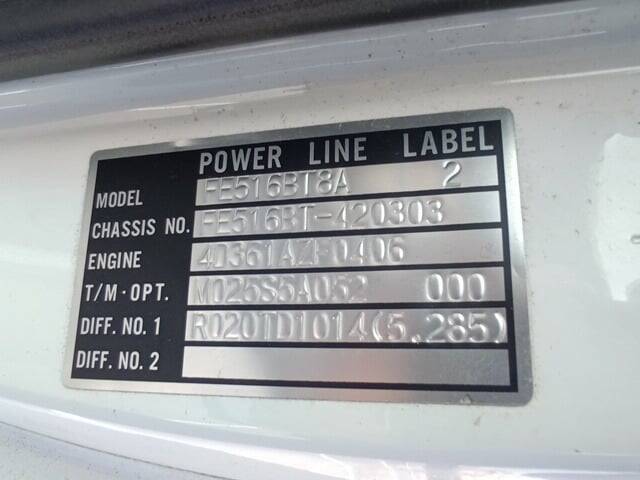 POWER LINE LABEL
MODEL FE516BT8A 2
CHASSIS NO. FE516BT-420303
ENGINE 4D361AZF0406
T/M·OPT. M025S5A052 000
DIFF. NO. 1 R020TD1014(5.285)
DIFF. NO. 2